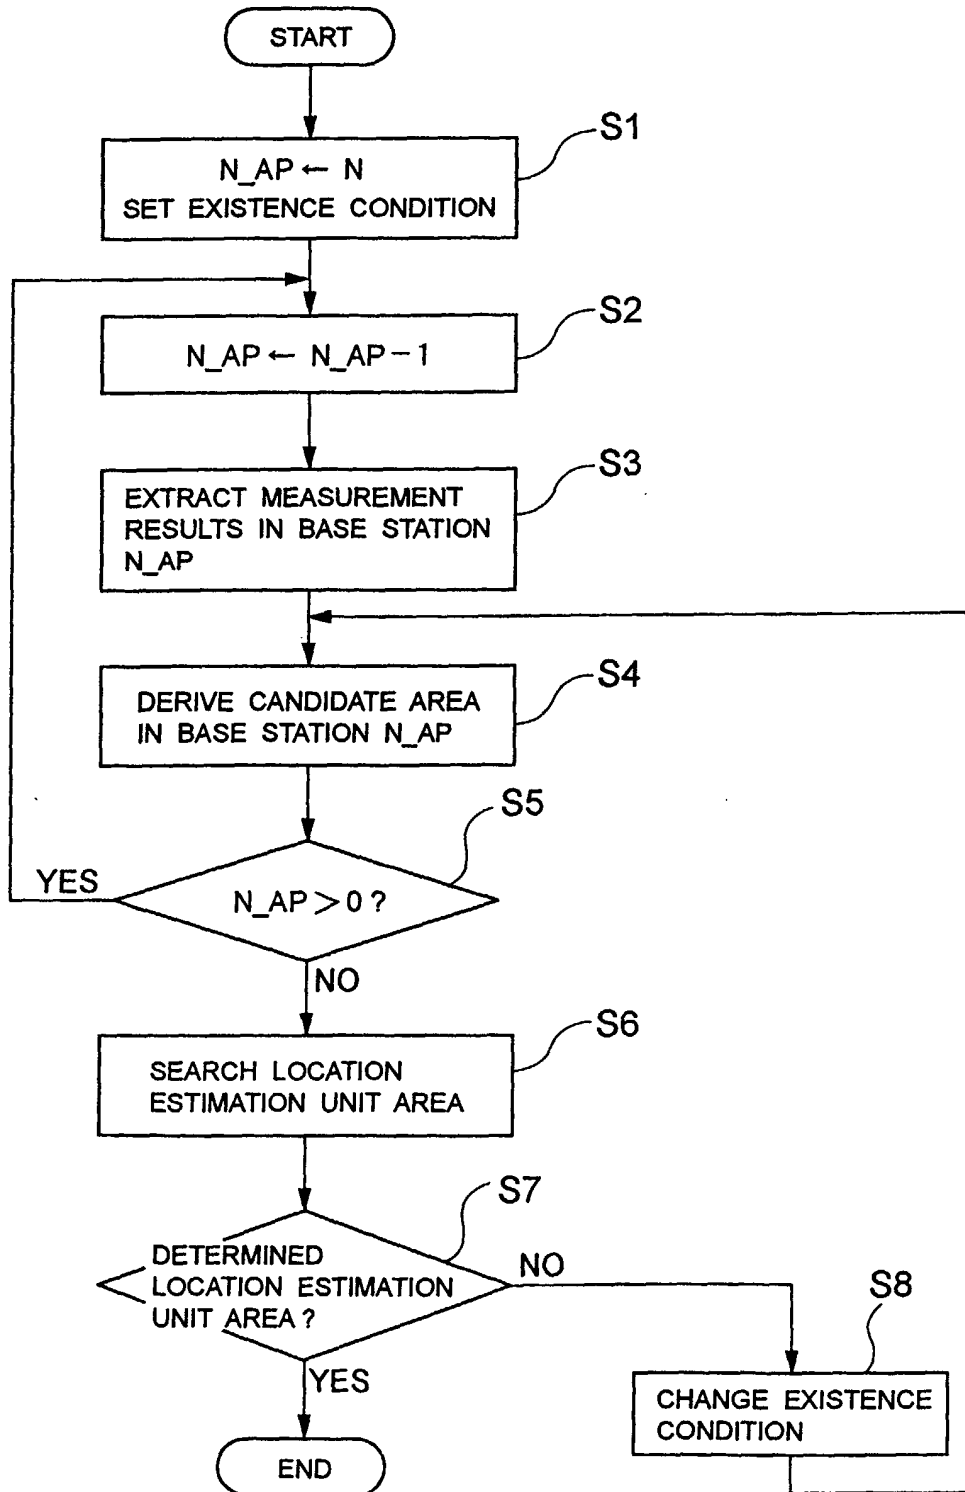 START
S1
N_AP ← N
SET EXISTENCE CONDITION
S2
N_AP ← N_AP-1
S3
EXTRACT MEASUREMENT
RESULTS IN BASE STATION
N_AP
S4
DERIVE CANDIDATE AREA
IN BASE STATION N_AP
S5
YES
N_AP > 0 ?
NO
S6
SEARCH LOCATION
ESTIMATION UNIT AREA
S7
DETERMINED
LOCATION ESTIMATION
UNIT AREA ?
NO
S8
YES
CHANGE EXISTENCE
CONDITION
END